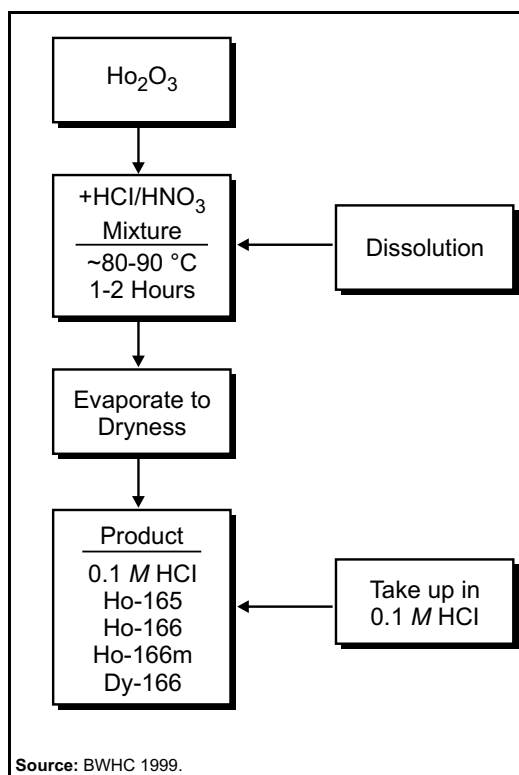 Ho₂O₃
+HCl/HNO₃
Mixture
~80-90 °C
1-2 Hours
Dissolution
Evaporate to
Dryness
Product
0.1 M HCl
Ho-165
Ho-166
Ho-166m
Dy-166
Take up in
0.1 M HCl
Source: BWHC 1999.